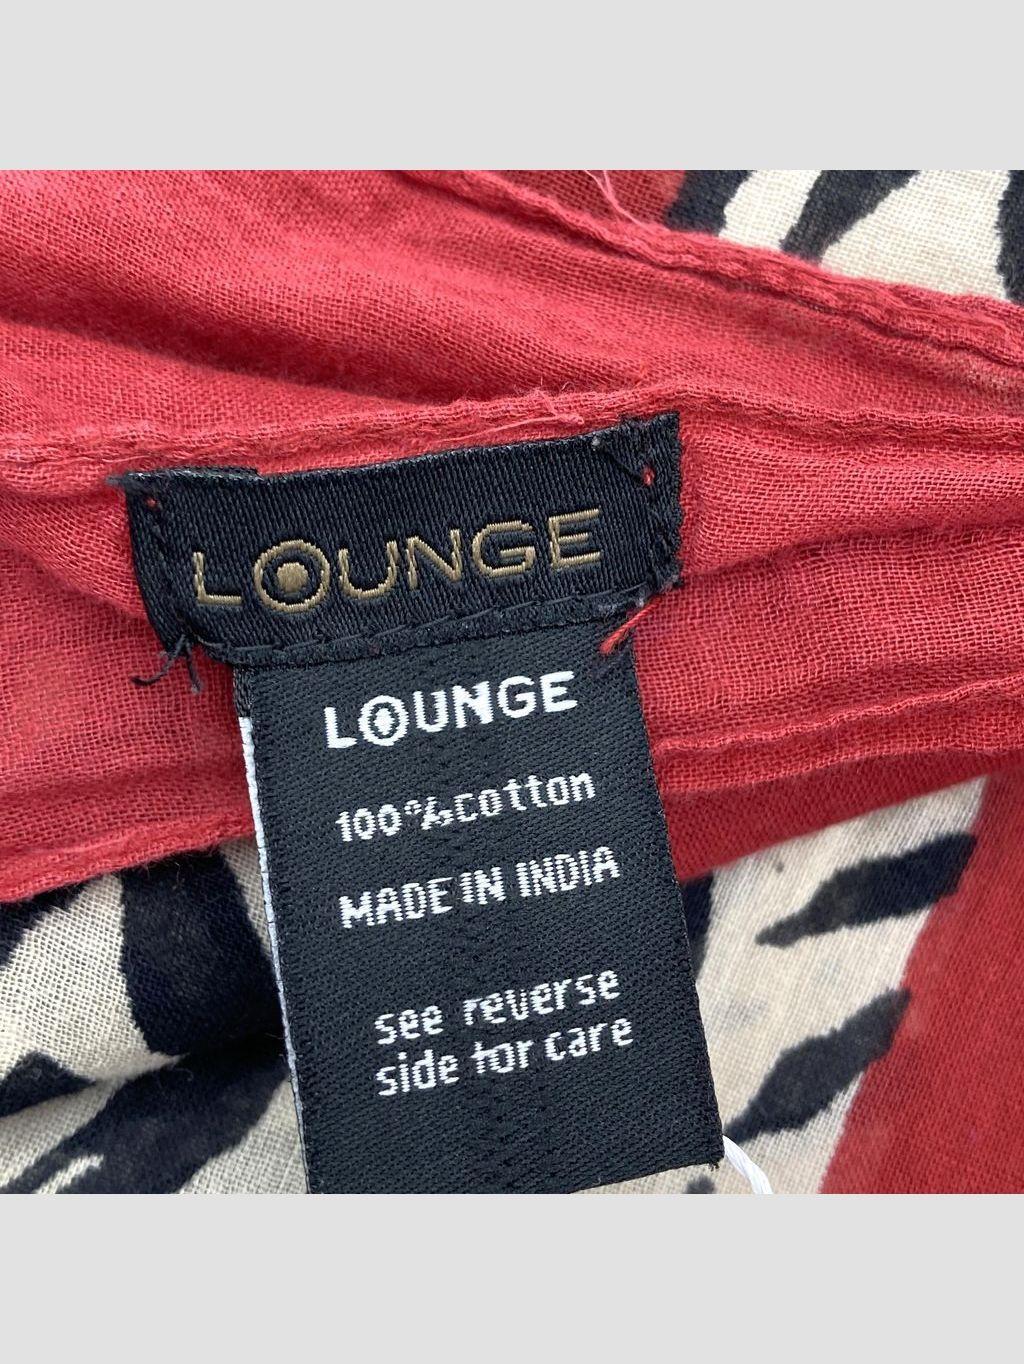 LOUNGE
LOUNGE
100% cotton
MADE IN INDIA
see reverse
side for care